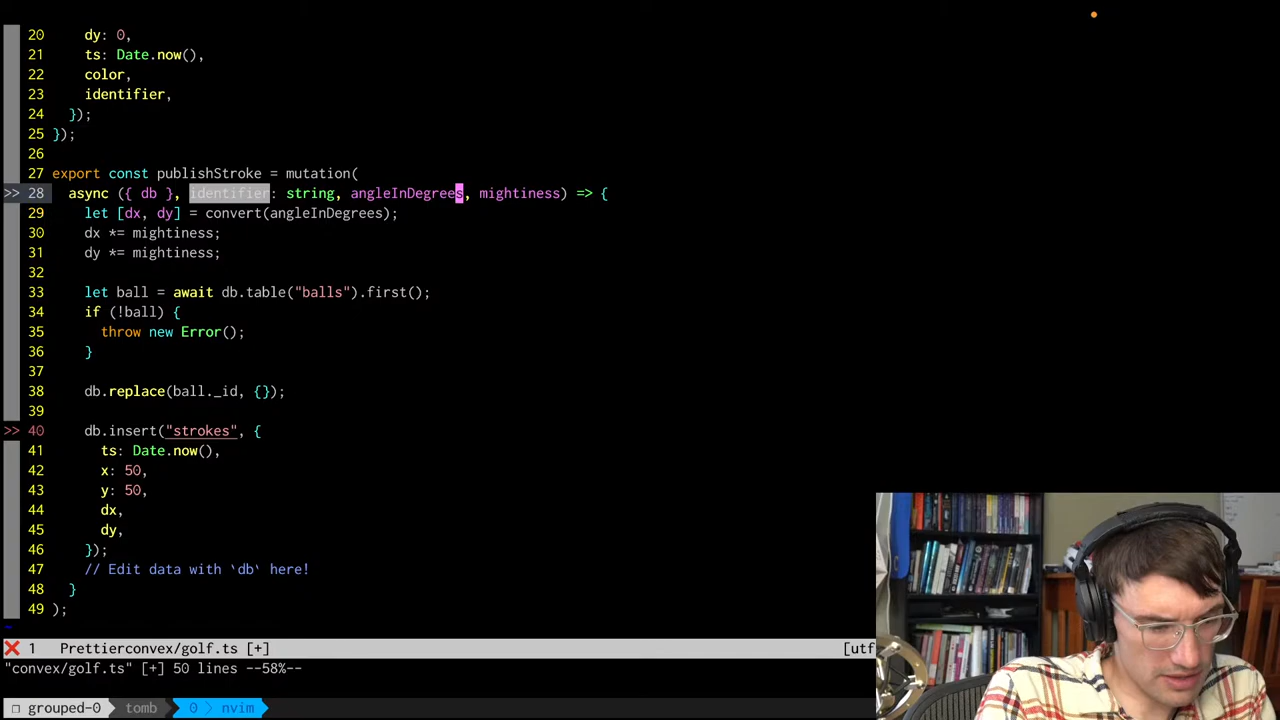 20 dy: 0,
21 ts: Date.now(),
22 color,
23 identifier,
24 });
25 });
26
27 export const publishStroke = mutation(
>> 28 async ({ db }, identifier: string, angleInDegrees, mightiness) => {
29 let [dx, dy] = convert(angleInDegrees);
30 dx *= mightiness;
31 dy *= mightiness;
32
33 let ball = await db.table("balls").first();
34 if (!ball) {
35 throw new Error();
36 }
37
38 db.replace(ball._id, {});
39
>> 40 db.insert("strokes", {
41 ts: Date.now(),
42 x: 50,
43 y: 50,
44 dx,
45 dy,
46 });
47 // Edit data with `db` here!
48 }
49 );
~
❌ 1 Prettierconvex/golf.ts [+] [utf
"convex/golf.ts" [+] 50 lines --58%--
□ grouped-0 tomb 0 > nvim